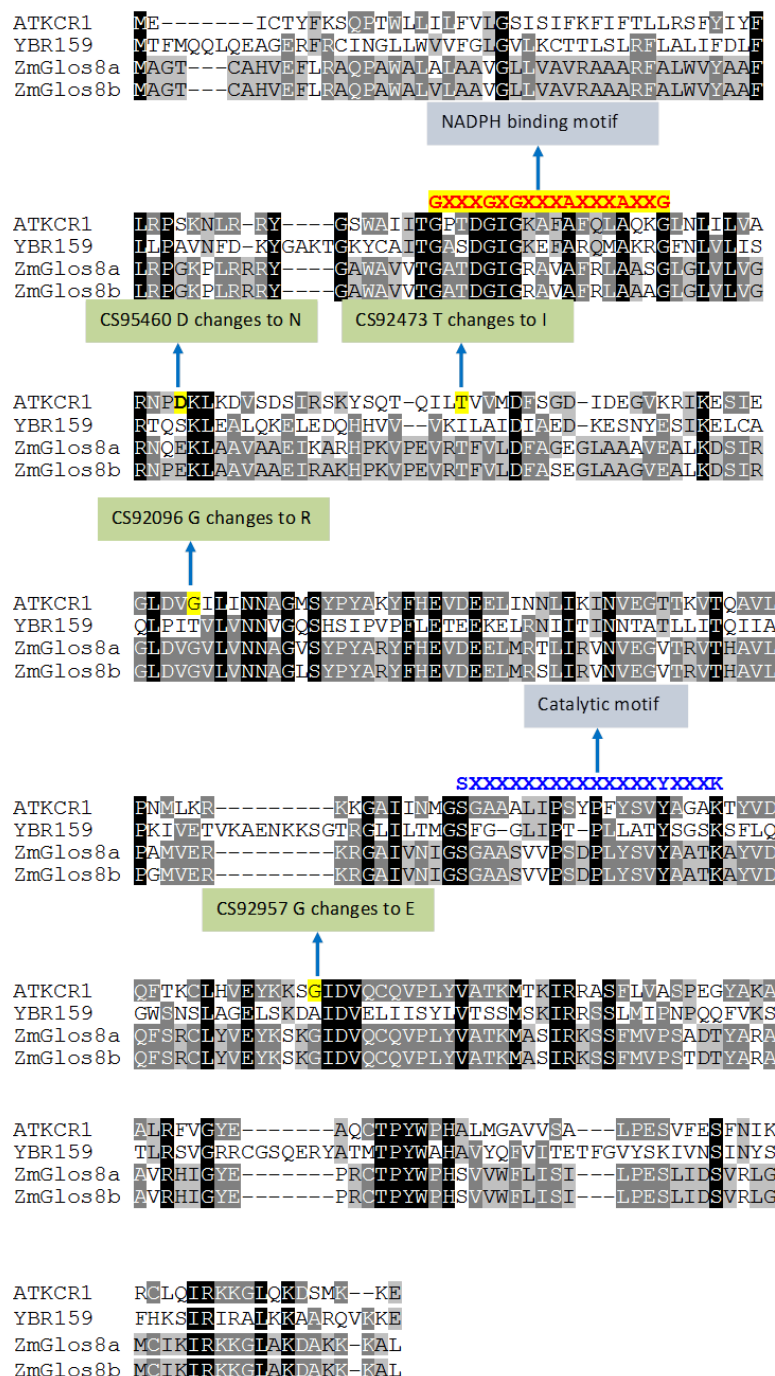 ATKCR1 ME-------ICTYFKSQPTWLLILFVLGSISIFKFIFTLLRSFYIYF
YBR159 MTFMQQLQEAGERFRCINGLLWVVFGLGVLKCTTLSLRFLALIFDLF
ZmGlos8a MAGT---CAHVEFLRAQPAWALALAAVGLLVAVRAAARFALWVYAAF
ZmGlos8b MAGT---CAHVEFLRAQPAWALVLAAVGLLVAVRAAARFALWVYAAF
NADPH binding motif
GXXXGXGXXXAXXXAXXG
ATKCR1 LRPSKNLR-RY----GSWAIITGPTDGIGKAFAFQLAQKGLNLILVA
YBR159 LLPAVNFD-KYGAKTGKYCAITGASDGIGKEFARQMAKRGFNLVLIS
ZmGlos8a LRPGKPLRRRY----GAWAVVTGATDGIGRAVAFRLAASGLGLVLVG
ZmGlos8b LRPGKPLRRRY----GAWAVVTGATDGIGRAVAFRLAAAGLGLVLVG
CS95460 D changes to N CS92473 T changes to I
ATKCR1 RNPDKLKDVSDSIRSKYSQT-QILTVVMDFSGD-IDEGVKRIKESIE
YBR159 RTQSKLEALQKELEDQHHVV--VKILAIDIAED-KESNYESIKELCA
ZmGlos8a RNQEKLAAVAAEIKARHPKVPEVRTFVLDFAGEGLAAAVEALKDSIR
ZmGlos8b RNPEKLAAVAAEIRAKHPKVPEVRTFVLDFASEGLAAGVEALKDSIR
CS92096 G changes to R
ATKCR1 GLDVGILINNAGMSYPYAKYFHEVDEELINNLIKINVEGTTKVTQAVL
YBR159 QLPITVLVNNVGQSHSIPVPFLETEEKELRNIITINNTATLLITQIIA
ZmGlos8a GLDVGVLVNNAGVSYPYARYFHEVDEELMRTLIRVNVEGVTRVTHAVL
ZmGlos8b GLDVGVLVNNAGLSYPYARYFHEVDEELMRSLIRVNVEGVTRVTHAVL
Catalytic motif
SXXXXXXXXXXXXXXYXXXK
ATKCR1 PNMLKR---------KKGAIINMGSGAAALIPSYPFYSVYAGAKTYVD
YBR159 PKIVETVKAENKKSGTRGLILTMGSFG-GLIPT-PLLATYSGSKSFLQ
ZmGlos8a PAMVER---------KRGAIVNIGSGAASVVPSDPLYSVYAATKAYVD
ZmGlos8b PGMVER---------KRGAIVNIGSGAASVVPSDPLYSVYAATKAYVD
CS92957 G changes to E
ATKCR1 QFTKCLHVEYKKSGIDVQCQVPLYVATKMTKIRRASFLVASPEGYAKA
YBR159 GWSNSLAGELSKDAIDVELIISYLVTSSMSKIRRSSLMIPNPQQFVKS
ZmGlos8a QFSRCLYVEYKSKGIDVQCQVPLYVATKMASIRKSSFMVPSADTYARA
ZmGlos8b QFSRCLYVEYKSKGIDVQCQVPLYVATKMASIRKSSFMVPSTDTYARA
ATKCR1 ALRFVGYE-------AQCTPYWPHALMGAVVSA---LPESVFESFNIK
YBR159 TLRSVGRRCGSQERYATMTPYWAHAVYQFVITETFGVYSKIVNSINYS
ZmGlos8a AVRHIGYE-------PRCTPYWPHSVVWFLISI---LPESLIDSVRLG
ZmGlos8b AVRHIGYE-------PRCTPYWPHSVVWFLISI---LPESLIDSVRLG
ATKCR1 RCLQIRKKGLQKDSMK--KE
YBR159 FHKSIRIRALKKAARQVKKE
ZmGlos8a MCIKIRKKGLAKDAKK-KAL
ZmGlos8b MCIKIRKKGLAKDAKK-KAL